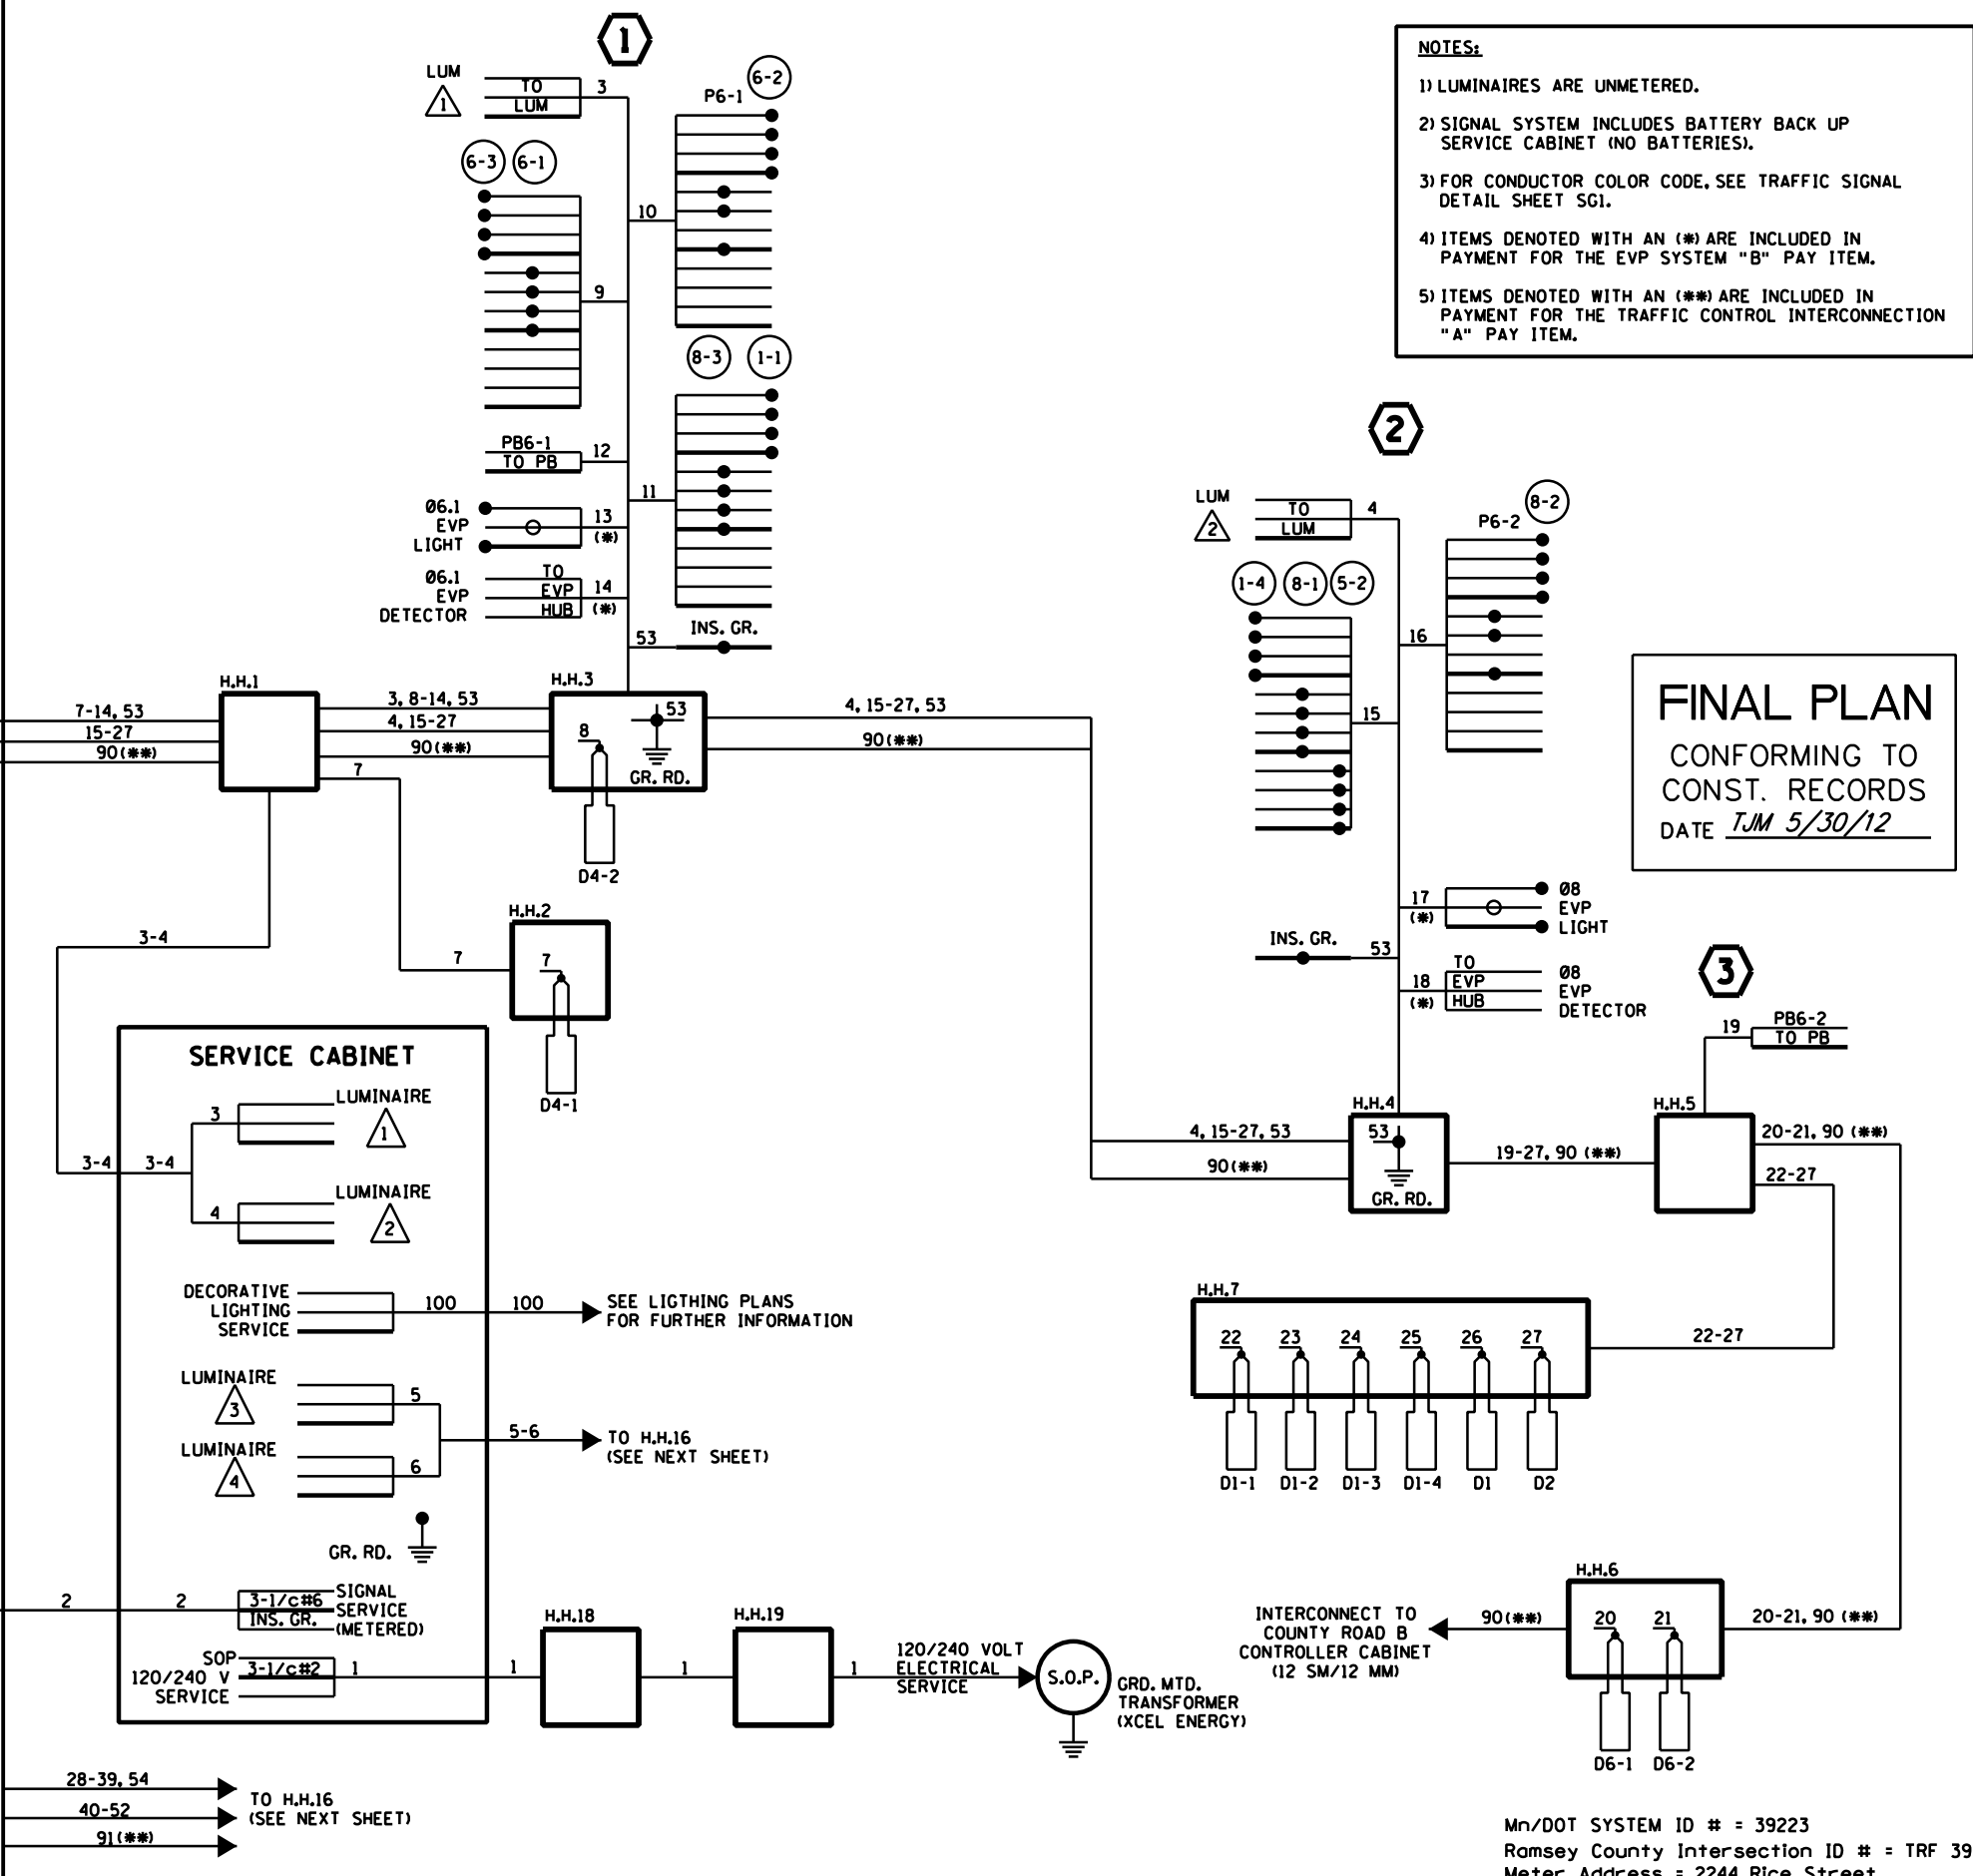 1
LUM
1
TO
LUM
3
6-2
P6-1
6-3
6-1
10
9
8-3
1-1
PB6-1
TO PB
12
11
Ø6.1
EVP
LIGHT
13
(*)
Ø6.1
EVP
DETECTOR
TO
EVP
HUB
14
(*)
53
INS. GR.
NOTES:
1) LUMINAIRES ARE UNMETERED.
2) SIGNAL SYSTEM INCLUDES BATTERY BACK UP
SERVICE CABINET (NO BATTERIES).
3) FOR CONDUCTOR COLOR CODE, SEE TRAFFIC SIGNAL
DETAIL SHEET SG1.
4) ITEMS DENOTED WITH AN (*) ARE INCLUDED IN
PAYMENT FOR THE EVP SYSTEM "B" PAY ITEM.
5) ITEMS DENOTED WITH AN (**) ARE INCLUDED IN
PAYMENT FOR THE TRAFFIC CONTROL INTERCONNECTION
"A" PAY ITEM.
2
LUM
2
TO
LUM
4
8-2
P6-2
1-4
8-1
5-2
16
15
17
(*)
Ø8
EVP
LIGHT
INS. GR.
53
18
(*)
TO
EVP
HUB
Ø8
EVP
DETECTOR
FINAL PLAN
CONFORMING TO
CONST. RECORDS
DATE TJM 5/30/12
3
19
PB6-2
TO PB
H.H.1
7-14, 53
15-27
90(**)
3, 8-14, 53
4, 15-27
90(**)
7
H.H.3
8
53
GR. RD.
D4-2
4, 15-27, 53
90(**)
3-4
H.H.2
7
7
D4-1
H.H.4
4, 15-27, 53
90(**)
53
GR. RD.
19-27, 90 (**)
H.H.5
20-21, 90 (**)
22-27
SERVICE CABINET
3-4
3-4
3
LUMINAIRE
1
4
LUMINAIRE
2
DECORATIVE
LIGHTING
SERVICE
100
100
SEE LIGTHING PLANS
FOR FURTHER INFORMATION
LUMINAIRE
3
5
LUMINAIRE
4
6
5-6
TO H.H.16
(SEE NEXT SHEET)
GR. RD.
2
2
3-1/c#6
INS. GR.
SIGNAL
SERVICE
(METERED)
SOP
120/240 V
SERVICE
3-1/c#2
1
1
H.H.18
1
H.H.19
1
120/240 VOLT
ELECTRICAL
SERVICE
S.O.P.
GRD. MTD.
TRANSFORMER
(XCEL ENERGY)
H.H.7
22
23
24
25
26
27
22-27
D1-1
D1-2
D1-3
D1-4
D1
D2
INTERCONNECT TO
COUNTY ROAD B
CONTROLLER CABINET
(12 SM/12 MM)
90(**)
H.H.6
20
21
20-21, 90 (**)
D6-1
D6-2
28-39, 54
40-52
91(**)
TO H.H.16
(SEE NEXT SHEET)
Mn/DOT SYSTEM ID # = 39223
Ramsey County Intersection ID # = TRF 39
Meter Address = 2244 Rice Street